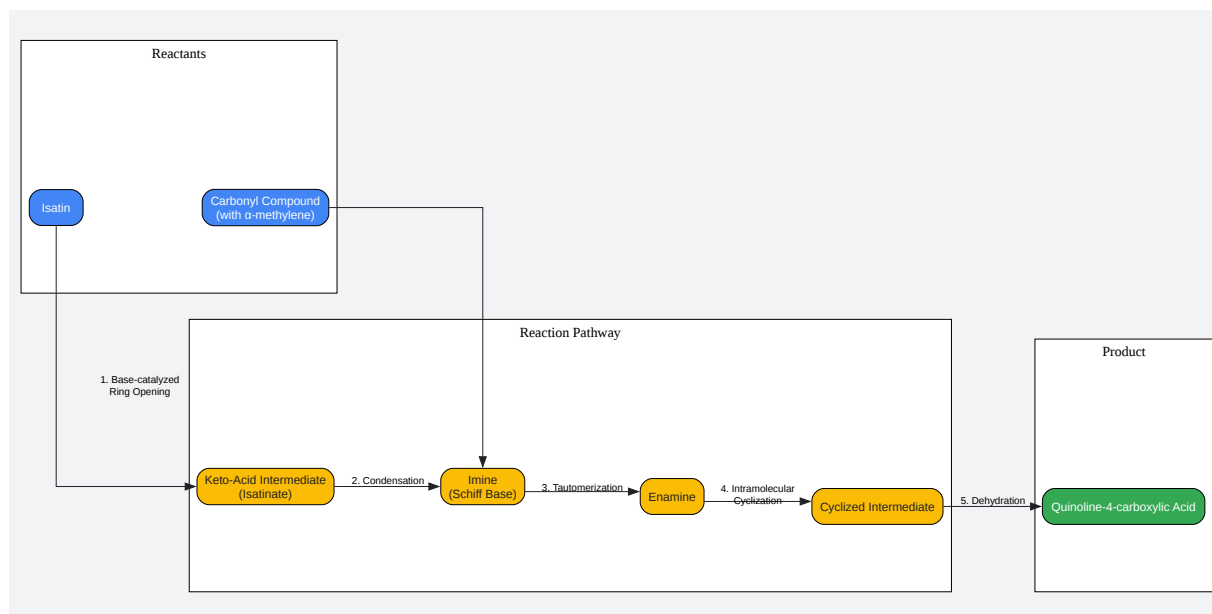 Reactants
Isatin
Carbonyl Compound
(with α-methylene)
Reaction Pathway
Product
1. Base-catalyzed
Ring Opening
Keto-Acid Intermediate
(Isatinate)
2. Condensation
Imine
(Schiff Base)
3. Tautomerization
Enamine
4. Intramolecular
Cyclization
Cyclized Intermediate
5. Dehydration
Quinoline-4-carboxylic Acid